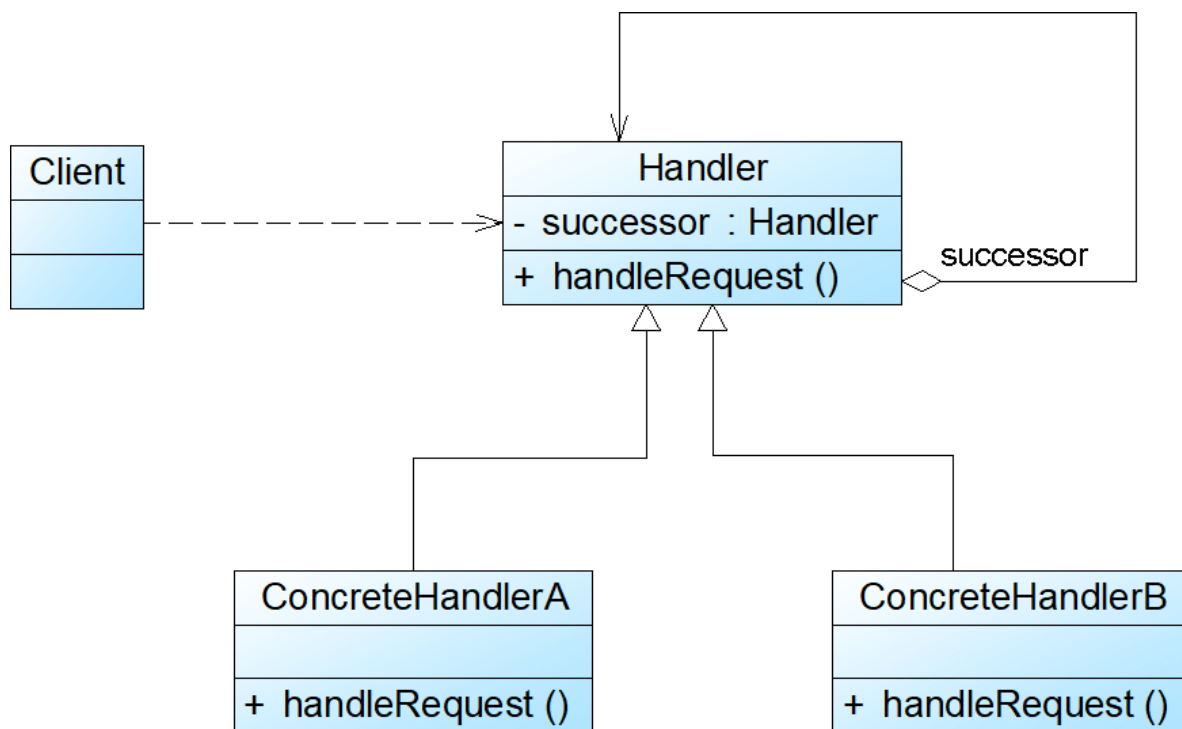 Client
Handler
- successor : Handler
+ handleRequest ()
successor
ConcreteHandlerA
+ handleRequest ()
ConcreteHandlerB
+ handleRequest ()